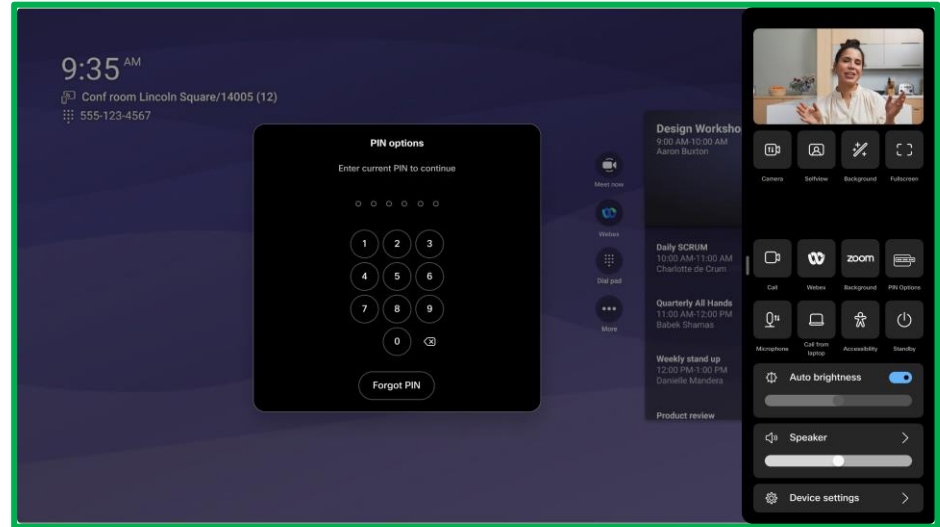 9:35 AM
Conf room Lincoln Square/14005 (12)
555-123-4567
PIN options
Enter current PIN to continue
1 2 3
4 5 6
7 8 9
0
Forgot PIN
Meet now
Webex
Dial pad
More
Design Worksho
9:00 AM-10:00 AM
Aaron Buxton
Daily SCRUM
10:00 AM-11:00 AM
Charlotte de Crum
Quarterly All Hands
11:00 AM-12:00 PM
Babek Shamas
Weekly stand up
12:00 PM-1:00 PM
Danielle Mandera
Product review
Camera Selfview Background Fullscreen
zoom
Call Webex Background PIN Options
Microphone Call from laptop Accessibility Standby
Auto brightness
Speaker
Device settings